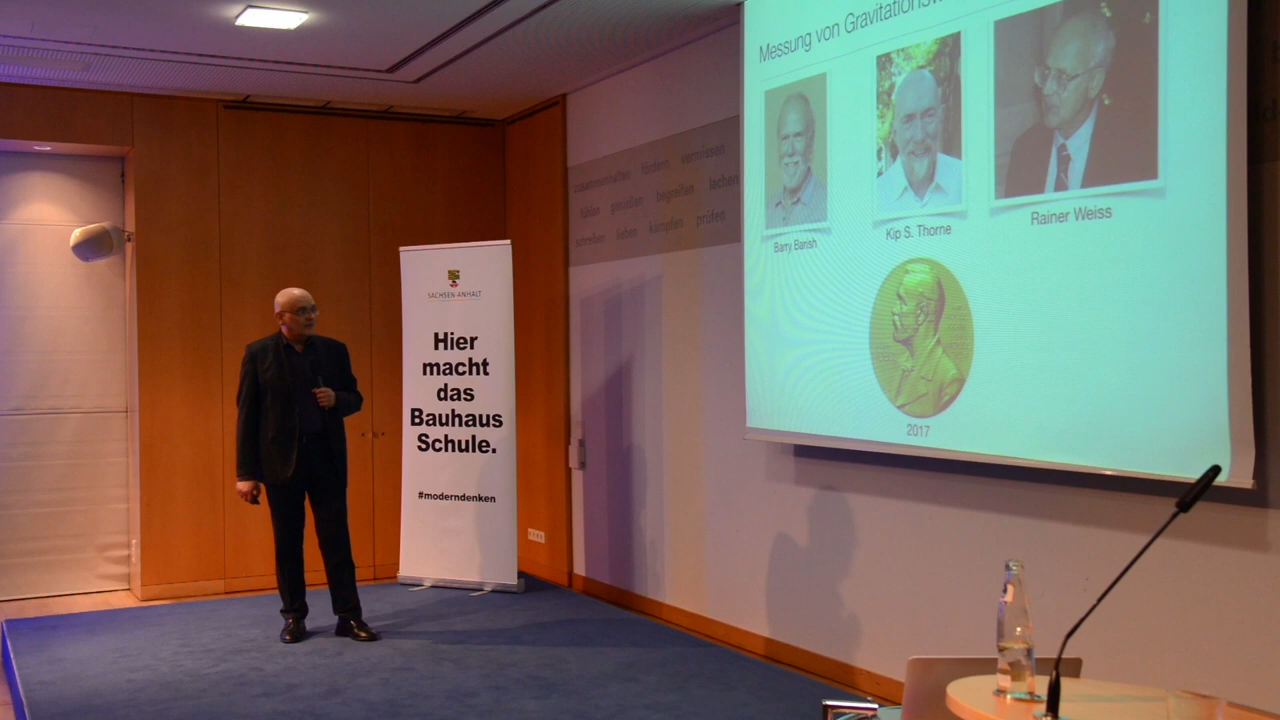 Messung von Gravitationsw
Barry Barish
Kip S. Thorne
Rainer Weiss
2017
SACHSEN-ANHALT
Hier
macht
das
Bauhaus
Schule.
#moderndenken
zusammenhalten fördern vermissen
fühlen genießen begreifen lachen
schreiben lieben kämpfen prüfen